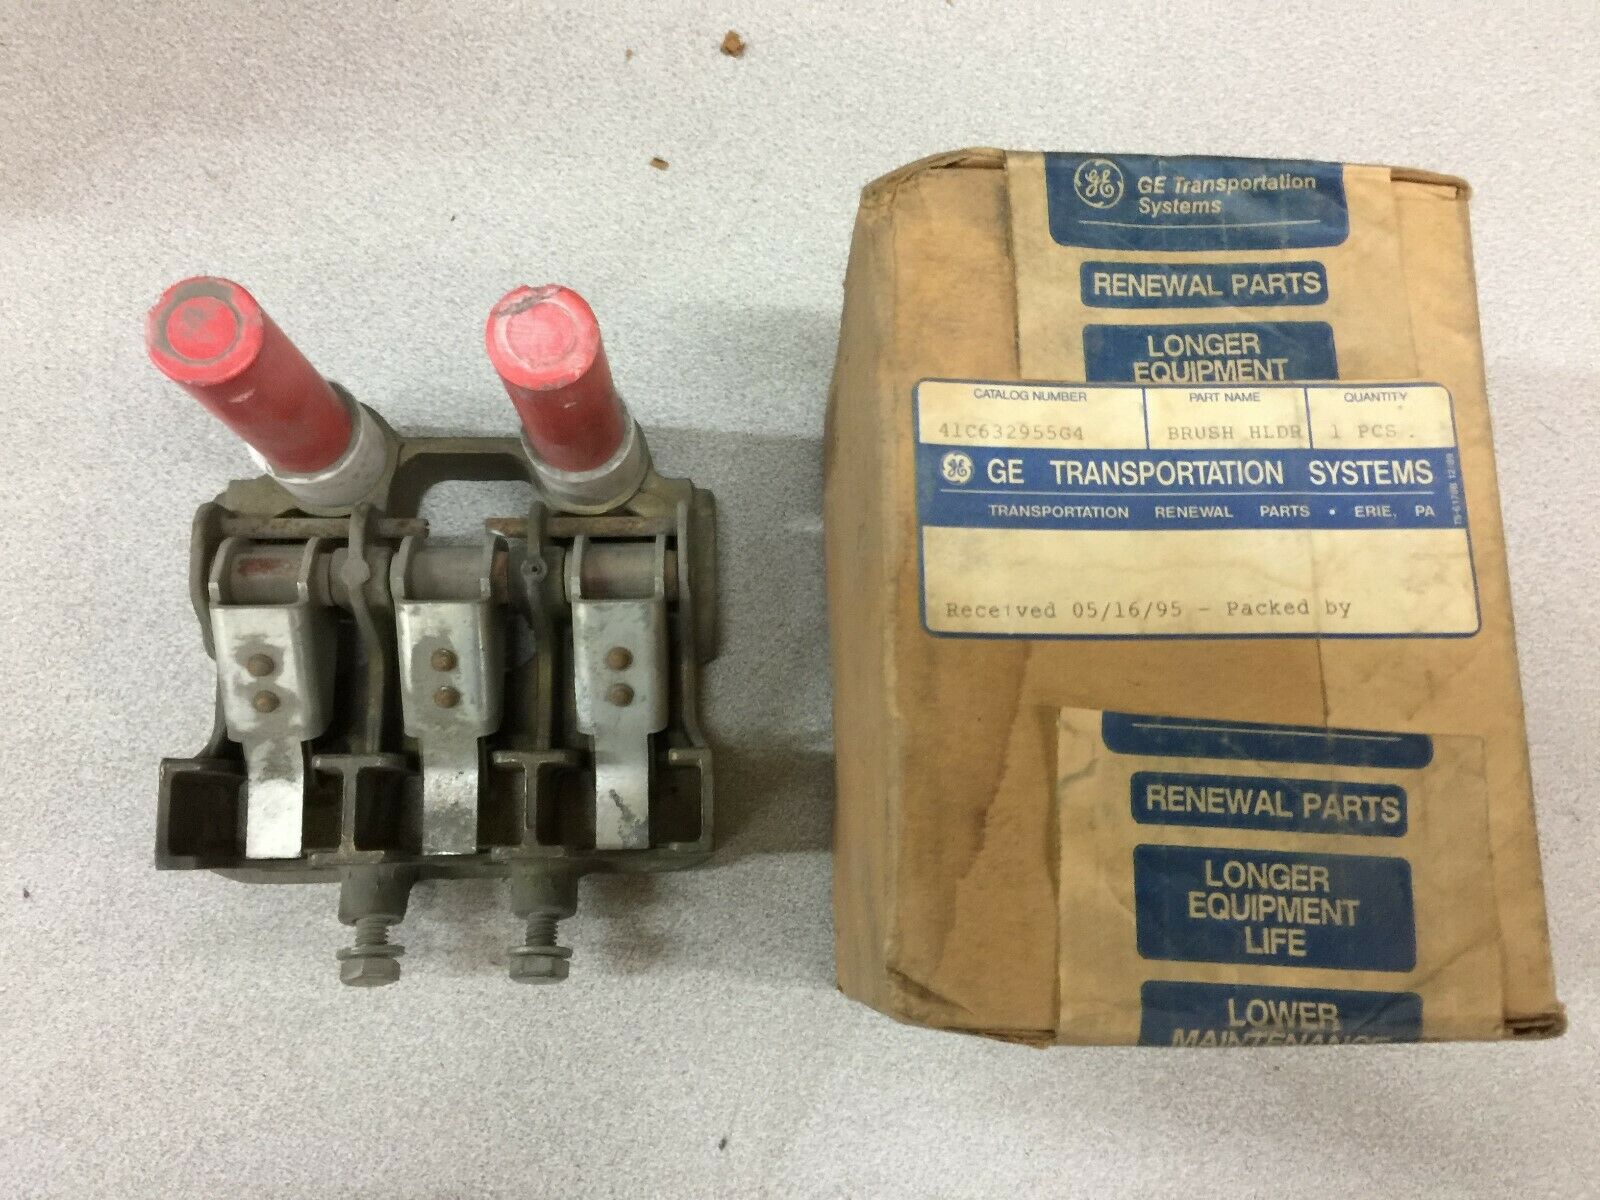 GE Transportation
Systems
RENEWAL PARTS
LONGER
EQUIPMENT
CATALOG NUMBER PART NAME QUANTITY
41C632955G4 BRUSH HLDR 1 PCS.
GE TRANSPORTATION SYSTEMS
TRANSPORTATION RENEWAL PARTS • ERIE, PA
Received 05/16/95 - Packed by
RENEWAL PARTS
LONGER
EQUIPMENT
LIFE
LOWER
MAINTENANCE